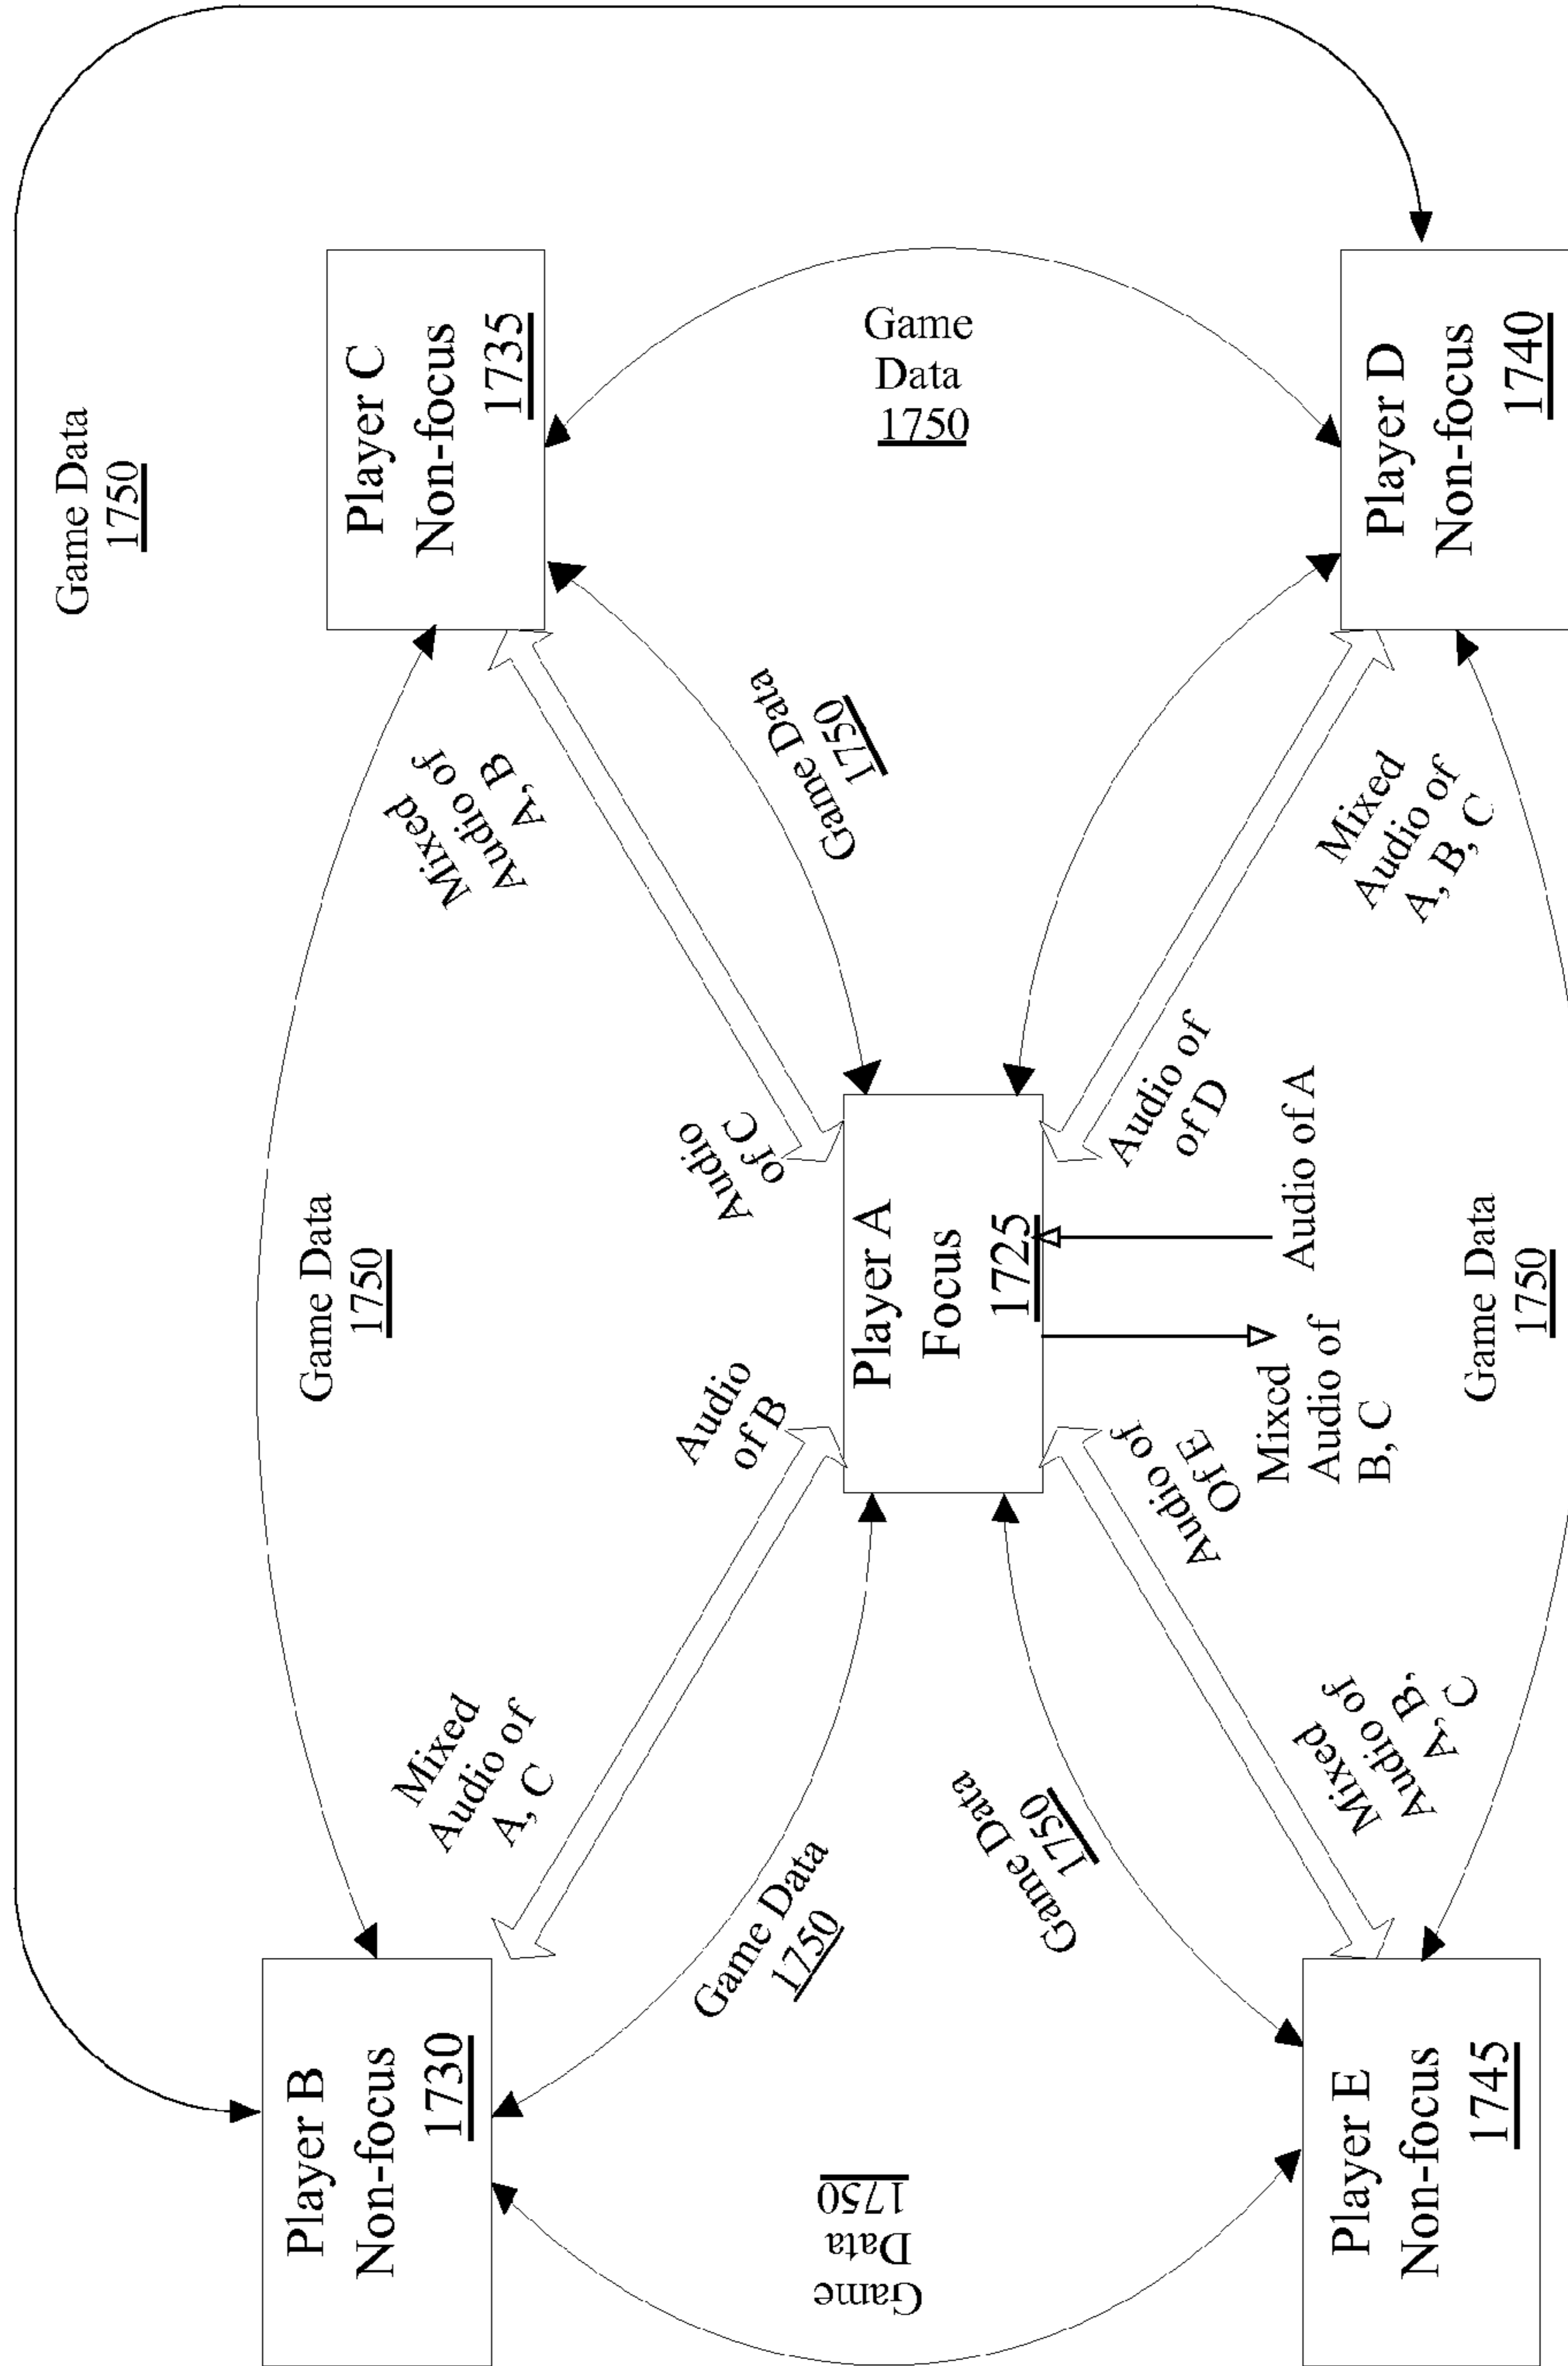 Game Data
1750
Player B
Non-focus
1730
Player C
Non-focus
1735
Game Data
1750
Mixed
Audio of
A, C
Mixed
Audio of
A, B
Audio
of B
Audio
of C
Game Data
1750
Game Data
1750
Game
Data
1750
Game
Data
1750
Player A
Focus
1725
Game Data
1750
Audio of
Of E
Audio of
of D
Mixed
Audio of
B, C
Audio of A
Mixed
Audio of
A, B,
C
Mixed
Audio of
A, B, C
Player E
Non-focus
1745
Player D
Non-focus
1740
Game Data
1750